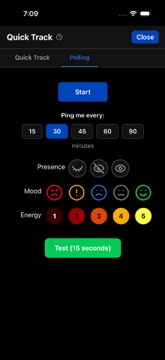 7:09
Quick Track ?
Close
Quick Track
Polling
Start
Ping me every:
15 30 45 60 90
minutes
Presence
Mood !
Energy 1 2 3 4 5
Test (15 seconds)